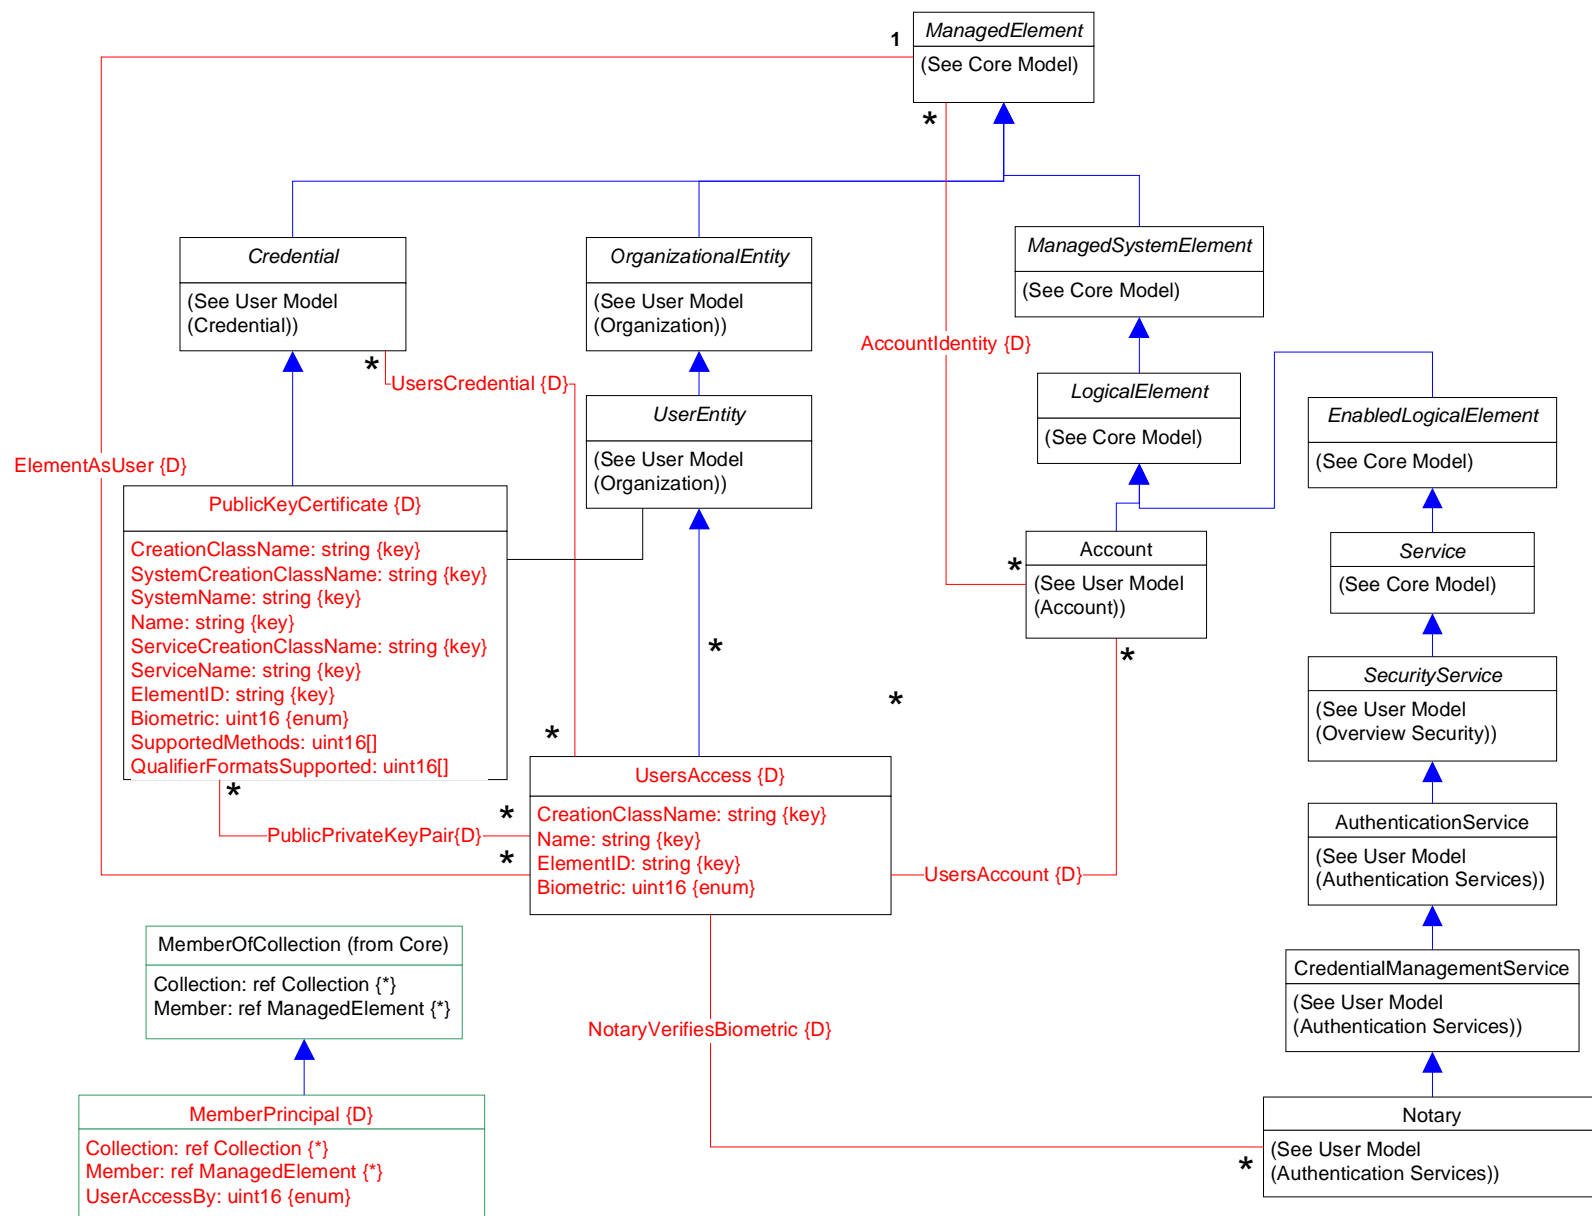 ManagedElement
1
(See Core Model)
*
Credential
(See User Model
(Credential))
*
OrganizationalEntity
(See User Model
(Organization))
ManagedSystemElement
(See Core Model)
AccountIdentity {D}
UsersCredential {D}
UserEntity
(See User Model
(Organization))
LogicalElement
(See Core Model)
EnabledLogicalElement
(See Core Model)
ElementAsUser {D}
PublicKeyCertificate {D}
CreationClassName: string {key}
SystemCreationClassName: string {key}
SystemName: string {key}
Name: string {key}
ServiceCreationClassName: string {key}
ServiceName: string {key}
ElementID: string {key}
Biometric: uint16 {enum}
SupportedMethods: uint16[]
QualifierFormatsSupported: uint16[]
Account
(See User Model
(Account))
*
*
Service
(See Core Model)
*
*
*
SecurityService
(See User Model
(Overview Security))
UsersAccess {D}
CreationClassName: string {key}
Name: string {key}
ElementID: string {key}
Biometric: uint16 {enum}
*
*
PublicPrivateKeyPair{D}
*
UsersAccount {D}
AuthenticationService
(See User Model
(Authentication Services))
MemberOfCollection (from Core)
Collection: ref Collection {*}
Member: ref ManagedElement {*}
CredentialManagementService
(See User Model
(Authentication Services))
NotaryVerifiesBiometric {D}
MemberPrincipal {D}
Collection: ref Collection {*}
Member: ref ManagedElement {*}
UserAccessBy: uint16 {enum}
*
Notary
(See User Model
(Authentication Services))